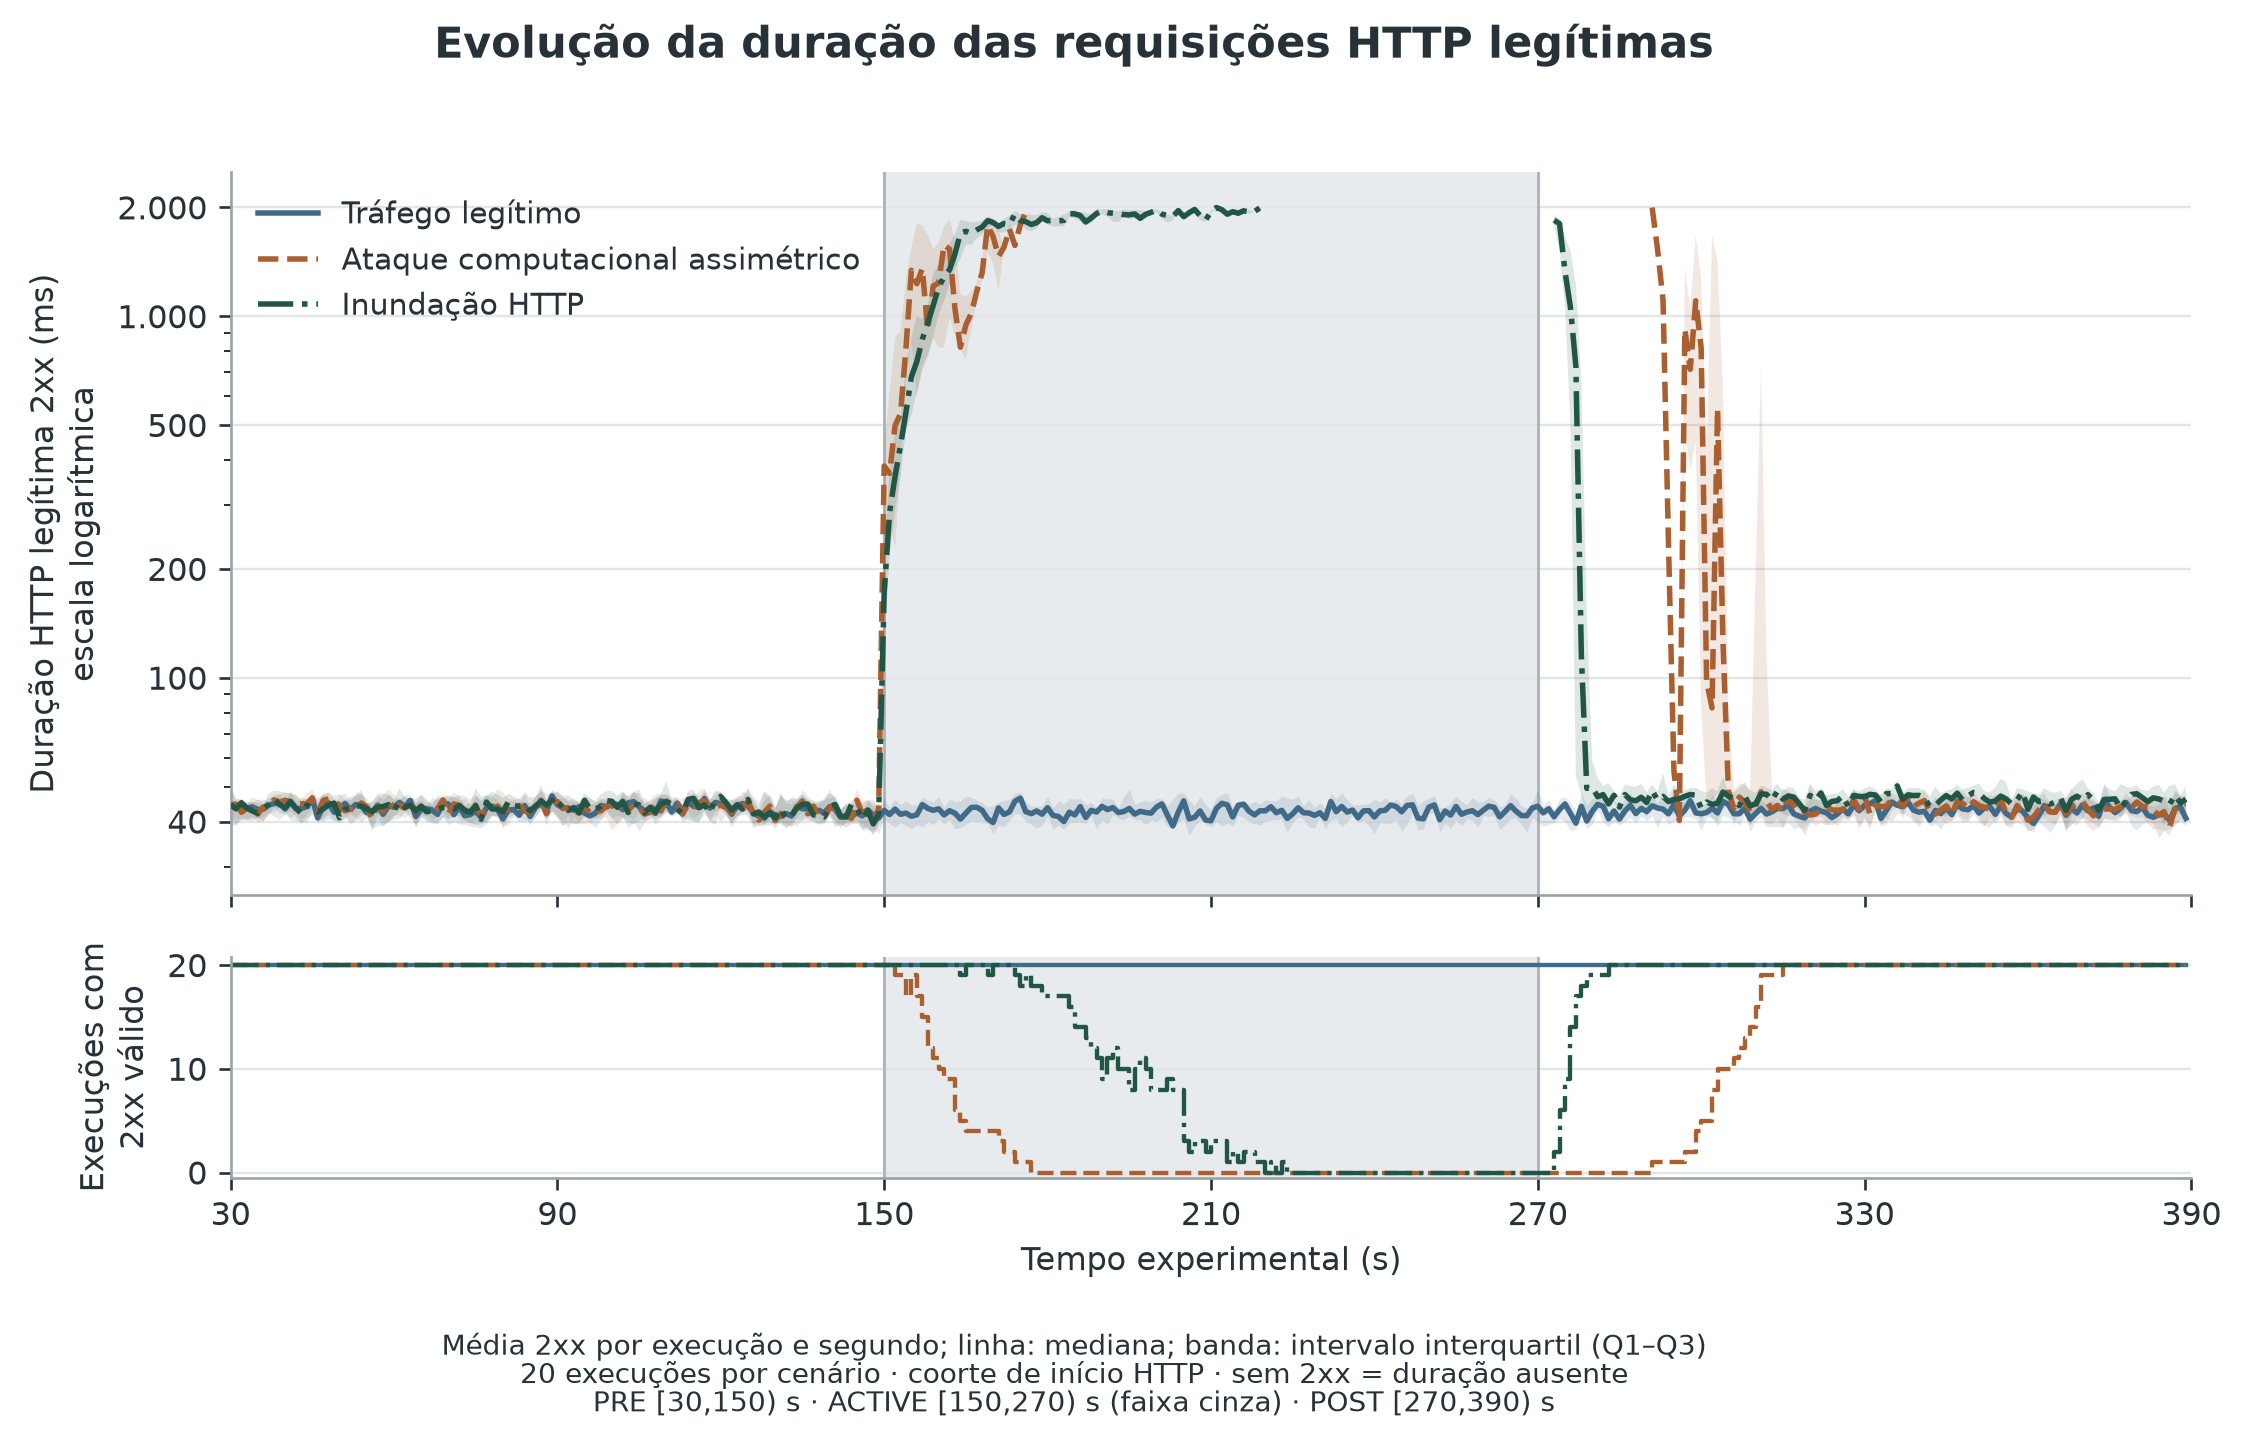 Evolução da duração das requisições HTTP legítimas
Duração HTTP legítima 2xx (ms)
escala logarítmica
2.000
1.000
500
200
100
40
Tráfego legítimo
Ataque computacional assimétrico
Inundação HTTP
Execuções com
2xx válido
20
10
0
30 90 150 210 270 330 390
Tempo experimental (s)
Média 2xx por execução e segundo; linha: mediana; banda: intervalo interquartil (Q1–Q3)
20 execuções por cenário · coorte de início HTTP · sem 2xx = duração ausente
PRE [30,150) s · ACTIVE [150,270) s (faixa cinza) · POST [270,390) s